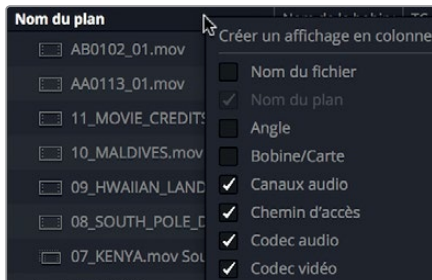 Nom du plan
Créer un affichage en colonne
AB0102_01.mov
Nom du fichier
AA0113_01.mov
Nom du plan
11_MOVIE_CREDITS
Angle
10_MALDIVES.mov
Bobine/Carte
09_HWAIIAN_LAND
Canaux audio
08_SOUTH_POLE_D
Chemin d'accès
07_KENYA.mov Sou
Codec audio
Codec vidéo